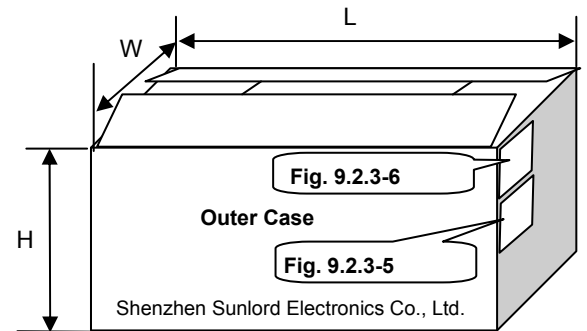 L
W
Fig. 9.2.3-6
Outer Case
H
Fig. 9.2.3-5
Shenzhen Sunlord Electronics Co., Ltd.